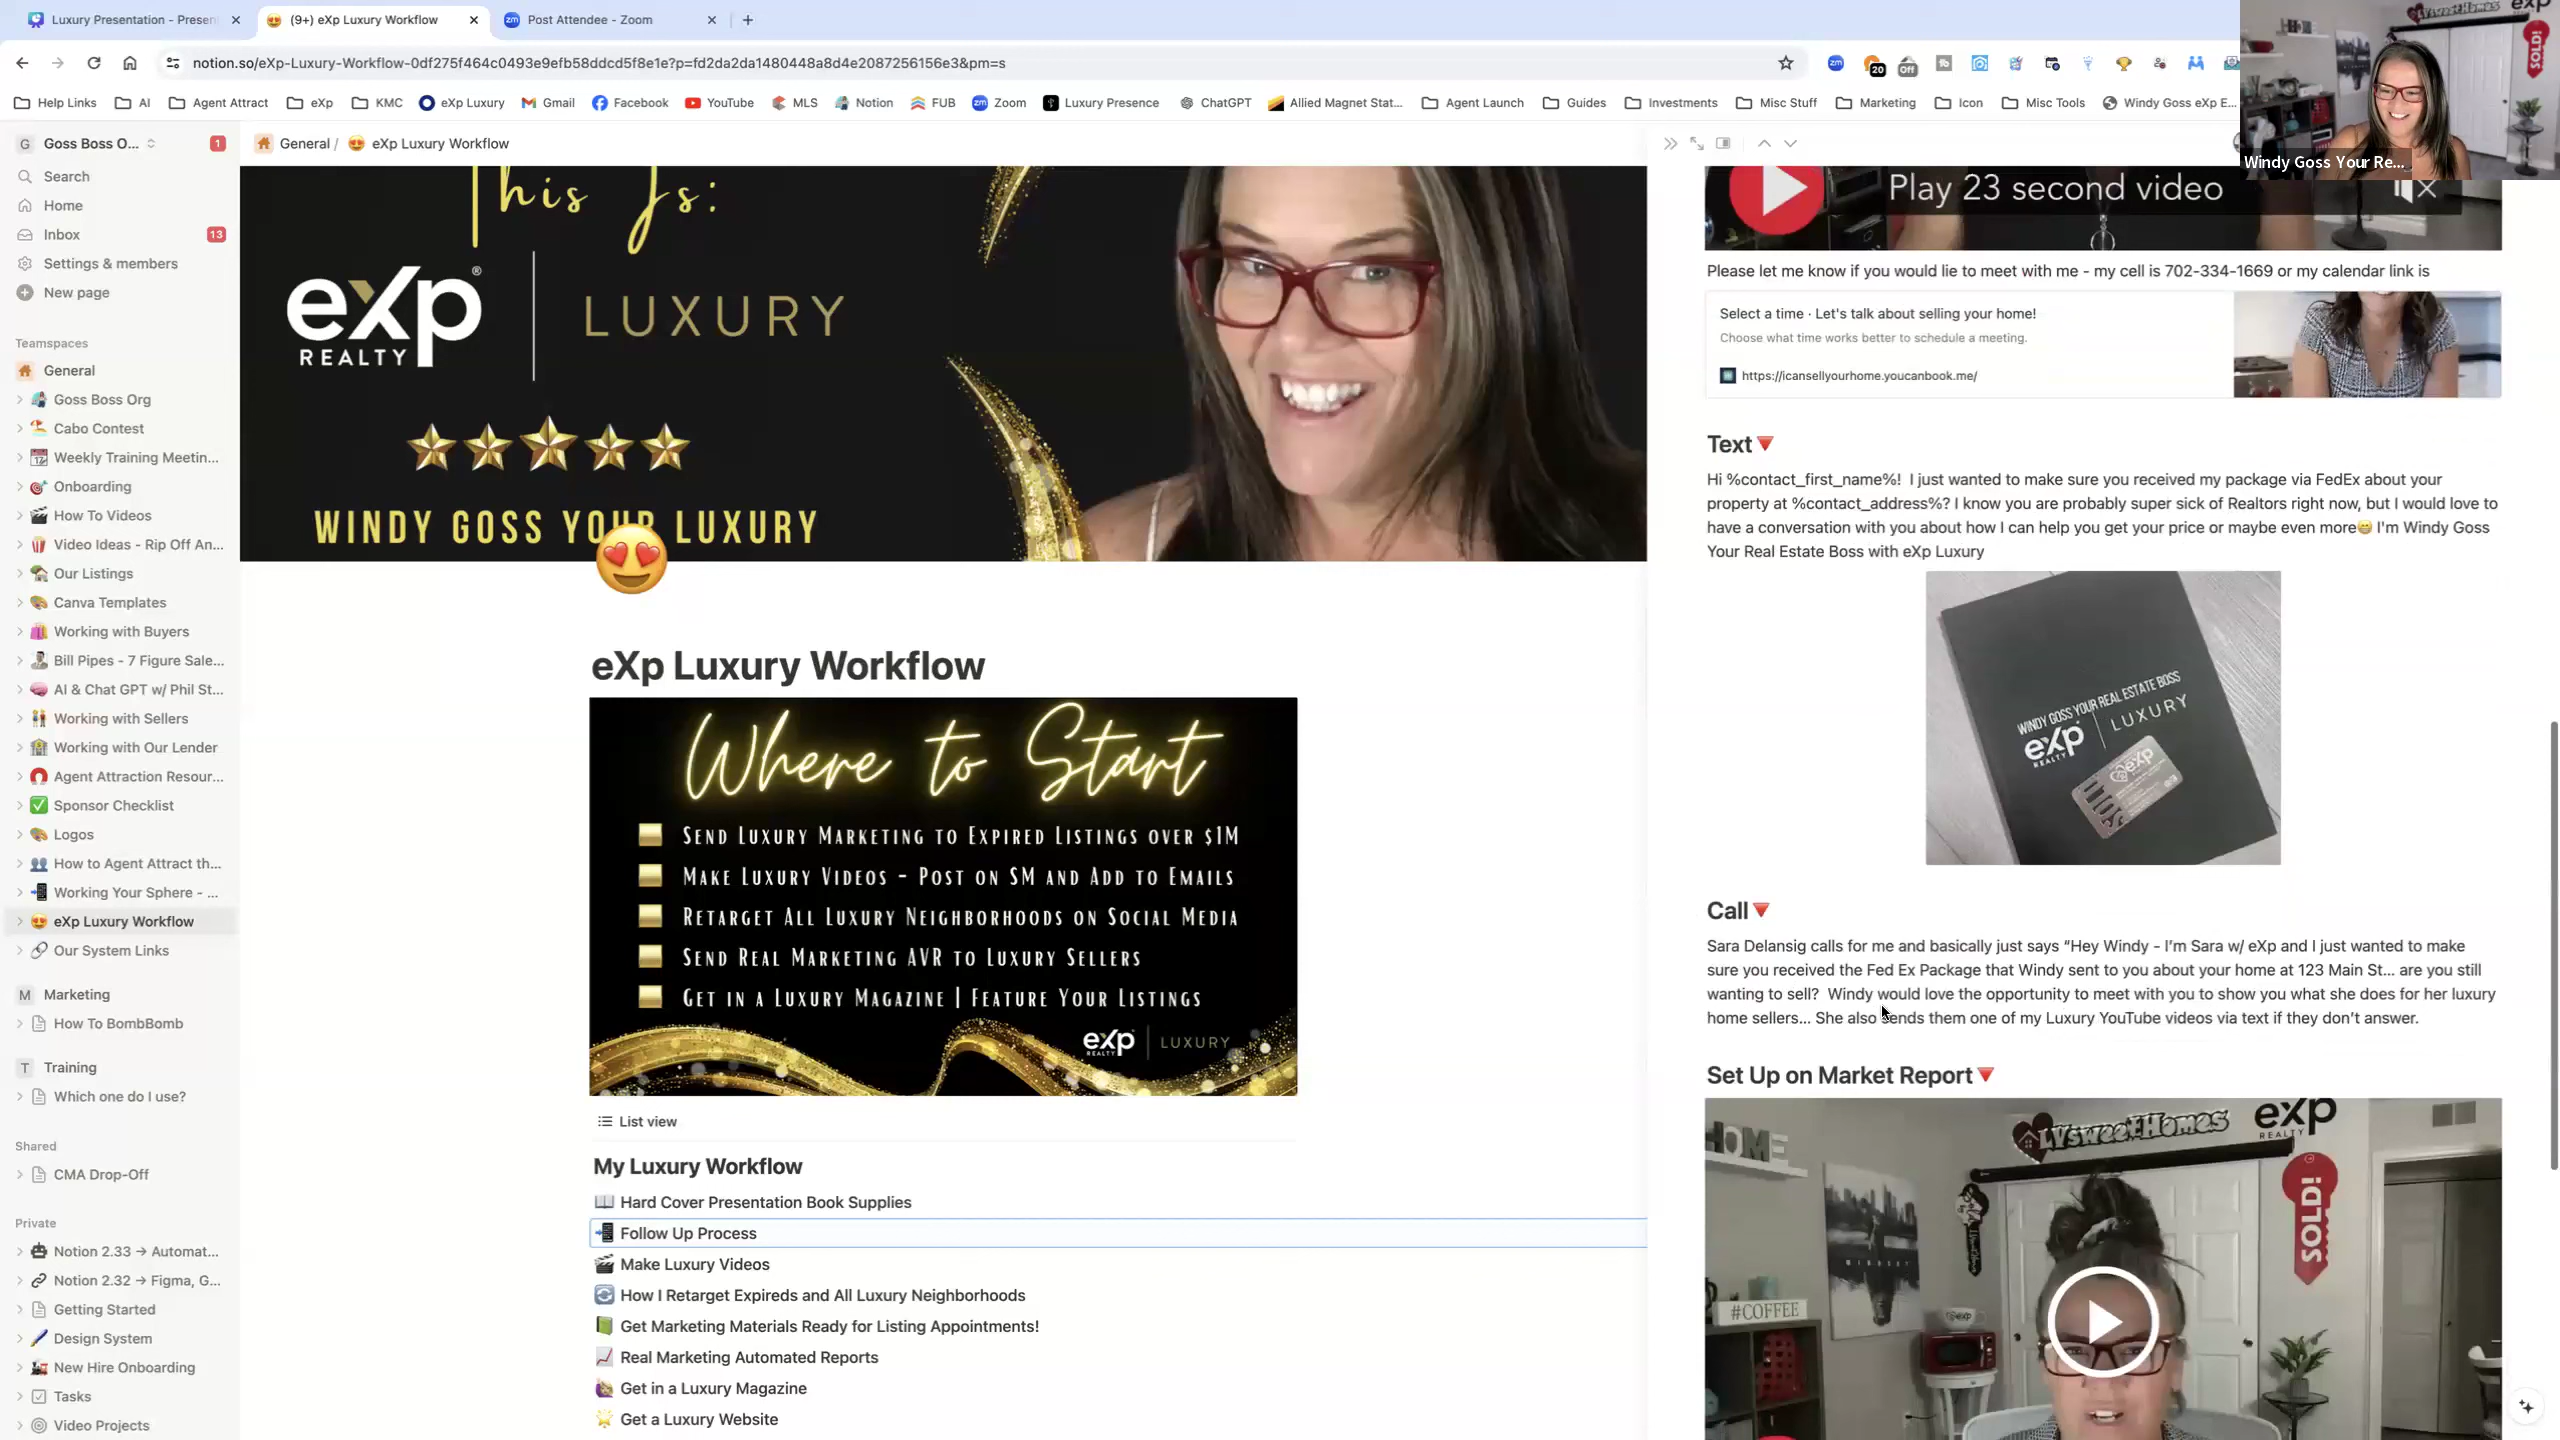 Luxury Presentation - Presen
(9+) eXp Luxury Workflow
Post Attendee - Zoom
notion.so/eXp-Luxury-Workflow-0df275f464c0493e9efb58ddcd5f8e1e?p=fd2da2da1480448a8d4e2087256156e3&pm=s
20
Off
Help Links
AI
Agent Attract
eXp
KMC
eXp Luxury
Gmail
Facebook
YouTube
MLS
Notion
FUB
Zoom
Luxury Presence
ChatGPT
Allied Magnet Stat...
Agent Launch
Guides
Investments
Misc Stuff
Marketing
Icon
Misc Tools
Windy Goss eXp E...
LVsweetHomes
exp
SOLD!
Windy Goss Your Re...
G Goss Boss O...
1
Search
Home
Inbox
13
Settings & members
New page
Teamspaces
General
Goss Boss Org
Cabo Contest
Weekly Training Meetin...
Onboarding
How To Videos
Video Ideas - Rip Off An...
Our Listings
Canva Templates
Working with Buyers
Bill Pipes - 7 Figure Sale...
AI & Chat GPT w/ Phil St...
Working with Sellers
Working with Our Lender
Agent Attraction Resour...
Sponsor Checklist
Logos
How to Agent Attract th...
Working Your Sphere - ...
eXp Luxury Workflow
Our System Links
M Marketing
How To BombBomb
T Training
Which one do I use?
Shared
CMA Drop-Off
Private
Notion 2.33 → Automat...
Notion 2.32 → Figma, G...
Getting Started
Design System
New Hire Onboarding
Tasks
Video Projects
General / eXp Luxury Workflow
This Is:
eXp REALTY ® | LUXURY
WINDY GOSS YOUR LUXURY
eXp Luxury Workflow
Where to Start
SEND LUXURY MARKETING TO EXPIRED LISTINGS OVER $1M
MAKE LUXURY VIDEOS - POST ON SM AND ADD TO EMAILS
RETARGET ALL LUXURY NEIGHBORHOODS ON SOCIAL MEDIA
SEND REAL MARKETING AVR TO LUXURY SELLERS
GET IN A LUXURY MAGAZINE | FEATURE YOUR LISTINGS
eXp REALTY | LUXURY
List view
My Luxury Workflow
Hard Cover Presentation Book Supplies
Follow Up Process
Make Luxury Videos
How I Retarget Expireds and All Luxury Neighborhoods
Get Marketing Materials Ready for Listing Appointments!
Real Marketing Automated Reports
Get in a Luxury Magazine
Get a Luxury Website
Play 23 second video
Please let me know if you would lie to meet with me - my cell is 702-334-1669 or my calendar link is
Select a time · Let's talk about selling your home!
Choose what time works better to schedule a meeting.
https://icansellyourhome.youcanbook.me/
Text
Hi %contact_first_name%!  I just wanted to make sure you received my package via FedEx about your
property at %contact_address%? I know you are probably super sick of Realtors right now, but I would love to
have a conversation with you about how I can help you get your price or maybe even more😁 I'm Windy Goss
Your Real Estate Boss with eXp Luxury
WINDY GOSS YOUR REAL ESTATE BOSS
eXp REALTY | LUXURY
eXp
Call
Sara Delansig calls for me and basically just says “Hey Windy - I’m Sara w/ eXp and I just wanted to make
sure you received the Fed Ex Package that Windy sent to you about your home at 123 Main St... are you still
wanting to sell?  Windy would love the opportunity to meet with you to show you what she does for her luxury
home sellers... She also sends them one of my Luxury YouTube videos via text if they don’t answer.
Set Up on Market Report
HOME
LVsweetHomes
eXp
REALTY
SOLD!
MINDSET
#COFFEE
eXp